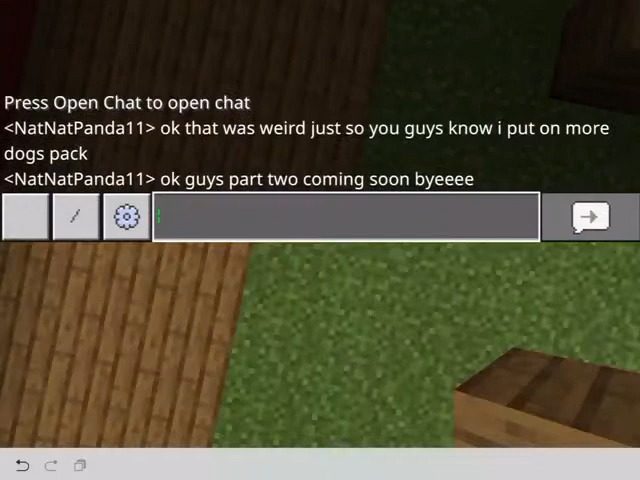 Press Open Chat to open chat
<NatNatPanda11> ok that was weird just so you guys know i put on more
dogs pack
<NatNatPanda11> ok guys part two coming soon byeeee
/